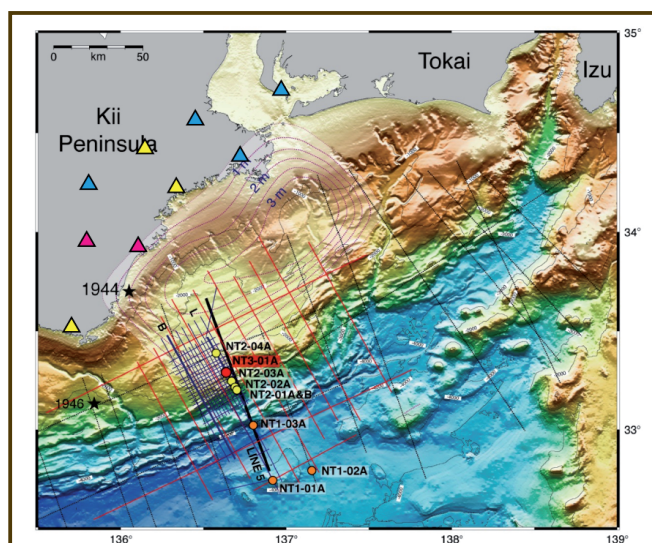 35°
0 50
km
Tokai
Izu
Kii
Peninsula
1 m
2 m
3 m
34°
1944
L
B
NT2-04A
NT3-01A
NT2-03A
NT2-02A
NT2-01A&B
1946
NT1-03A
33°
LINE 5
NT1-02A
NT1-01A
136°
137°
138°
139°